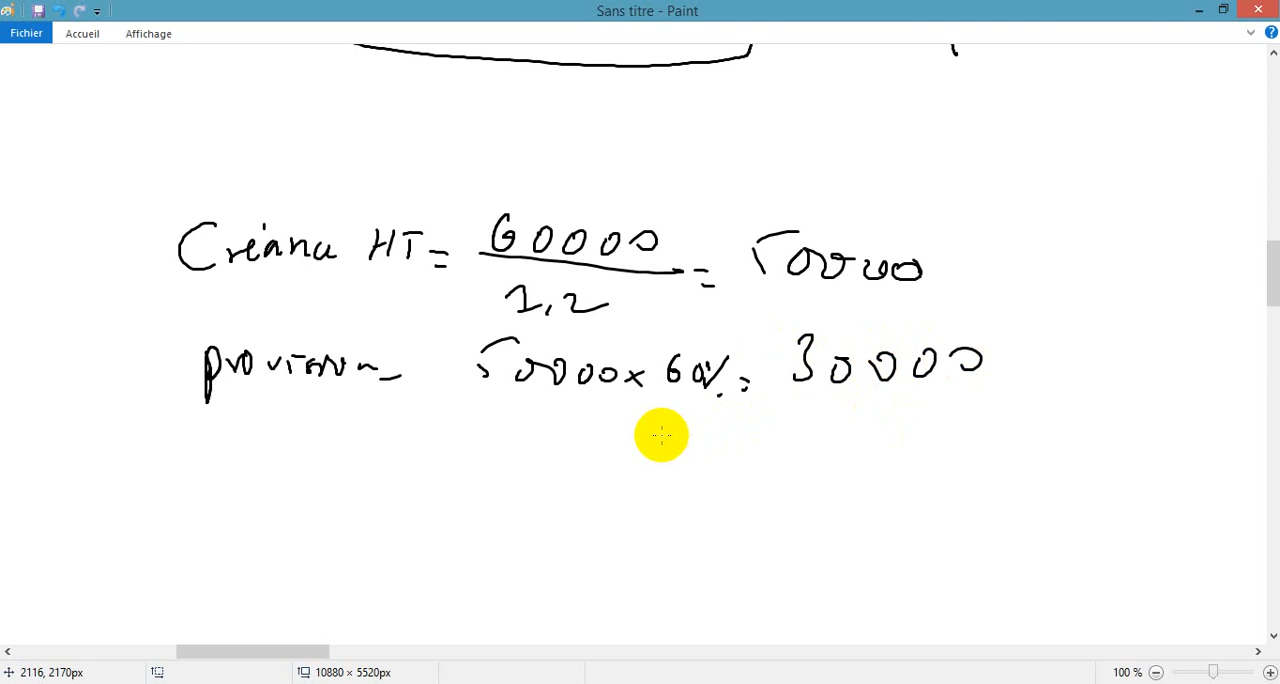 Sans titre - Paint
Fichier Accueil Affichage
Créance HT = 60000 / 1,2 = 50000
provision 50000 x 60% = 30000
2116, 2170px 10880 × 5520px 100 %